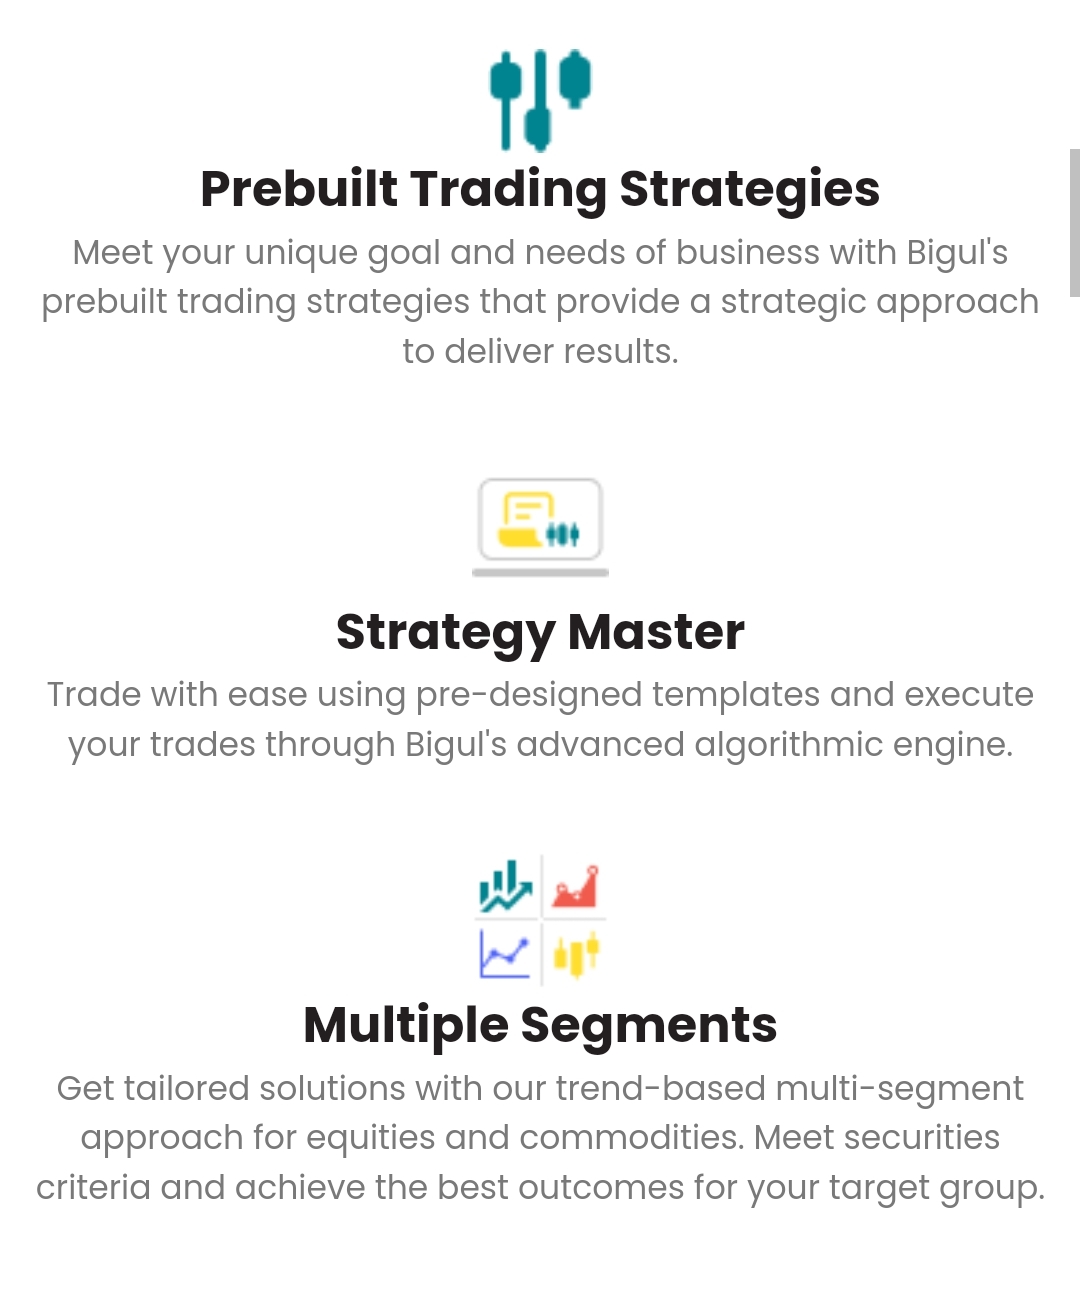 Prebuilt Trading Strategies
Meet your unique goal and needs of business with Bigul's
prebuilt trading strategies that provide a strategic approach
to deliver results.
Strategy Master
Trade with ease using pre-designed templates and execute
your trades through Bigul's advanced algorithmic engine.
Multiple Segments
Get tailored solutions with our trend-based multi-segment
approach for equities and commodities. Meet securities
criteria and achieve the best outcomes for your target group.